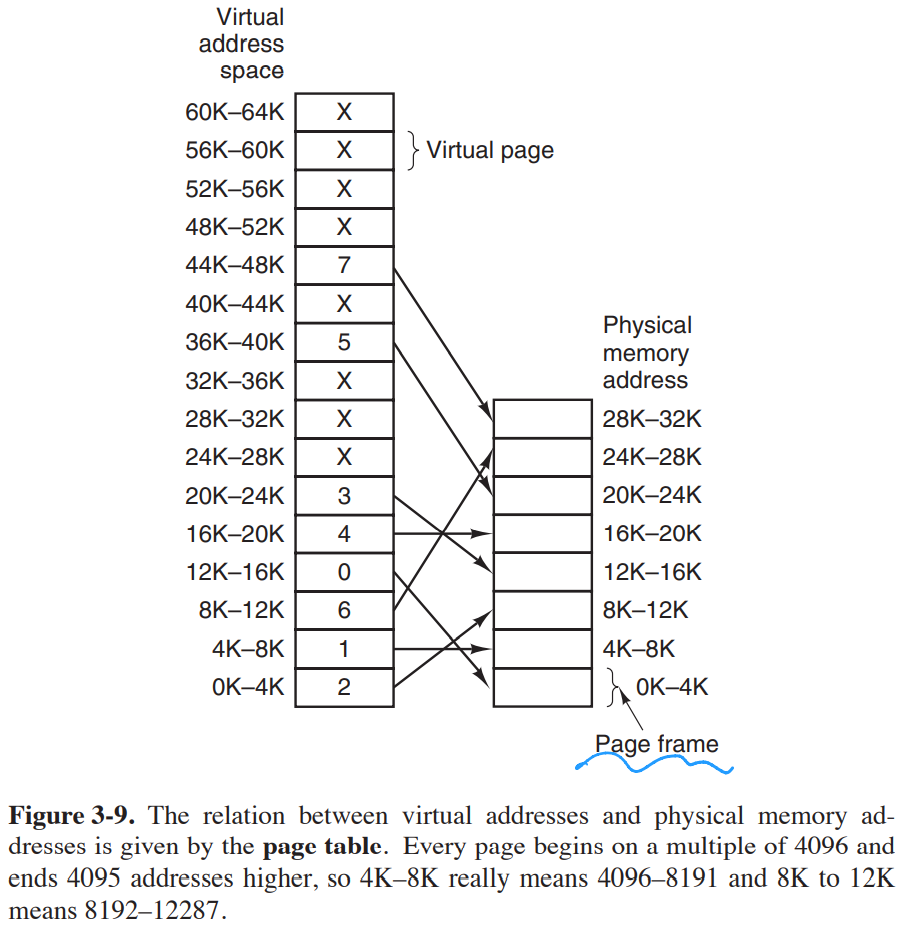 Virtual
address
space
60K–64K X
56K–60K X Virtual page
52K–56K X
48K–52K X
44K–48K 7
40K–44K X
36K–40K 5
32K–36K X
28K–32K X
24K–28K X
20K–24K 3
16K–20K 4
12K–16K 0
8K–12K 6
4K–8K 1
0K–4K 2
Physical
memory
address
28K–32K
24K–28K
20K–24K
16K–20K
12K–16K
8K–12K
4K–8K
0K–4K
Page frame
Figure 3-9. The relation between virtual addresses and physical memory ad-
dresses is given by the page table. Every page begins on a multiple of 4096 and
ends 4095 addresses higher, so 4K–8K really means 4096–8191 and 8K to 12K
means 8192–12287.